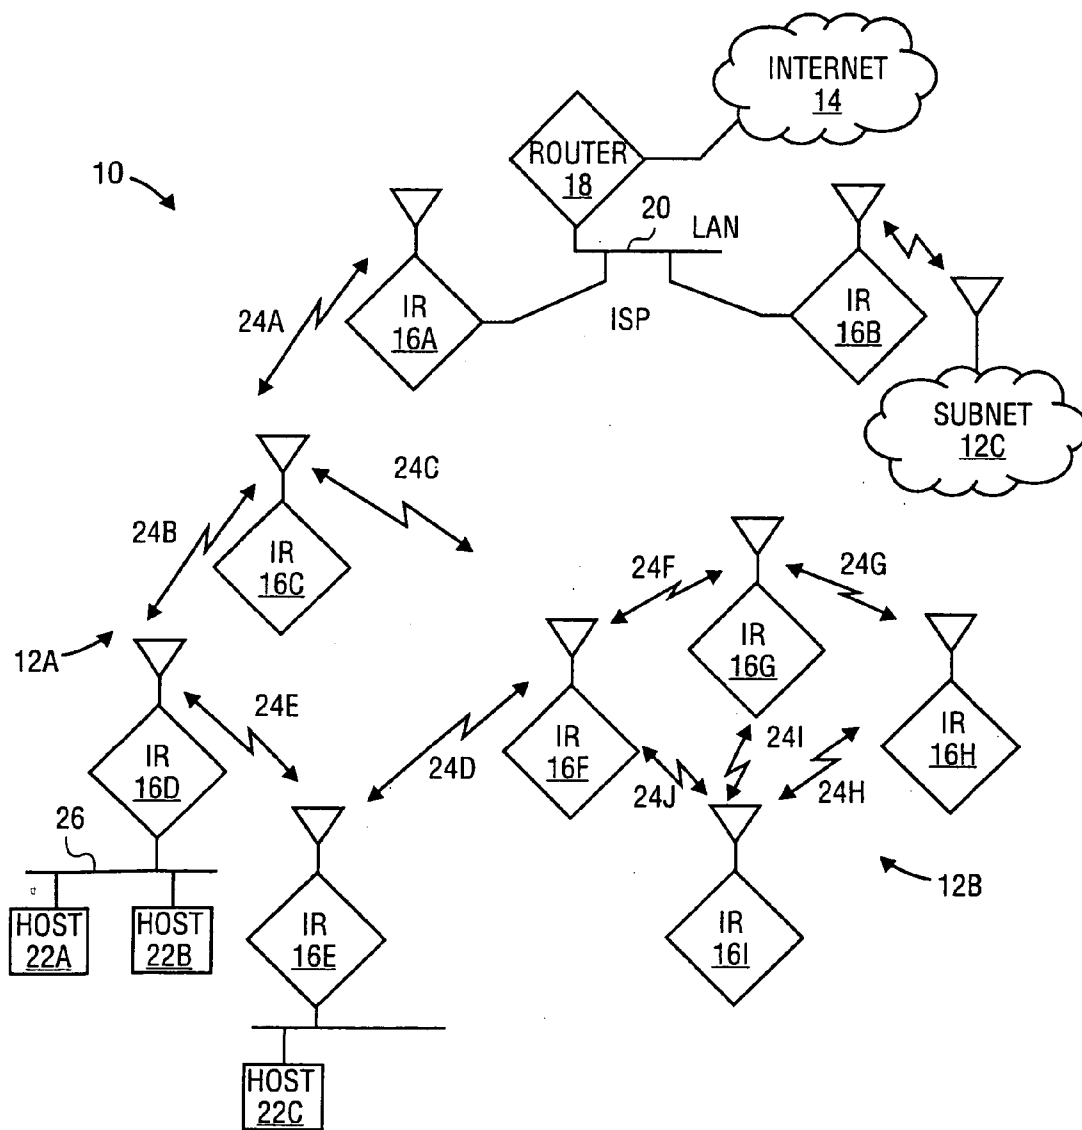 INTERNET
14
ROUTER
18
10
20
LAN
IR
16A
ISP
IR
16B
24A
SUBNET
12C
24C
24B
IR
16C
24F
24G
12A
IR
16G
24E
IR
16D
24D
IR
16F
24I
IR
16H
24J
24H
26
12B
HOST
22A
HOST
22B
IR
16E
IR
16I
HOST
22C